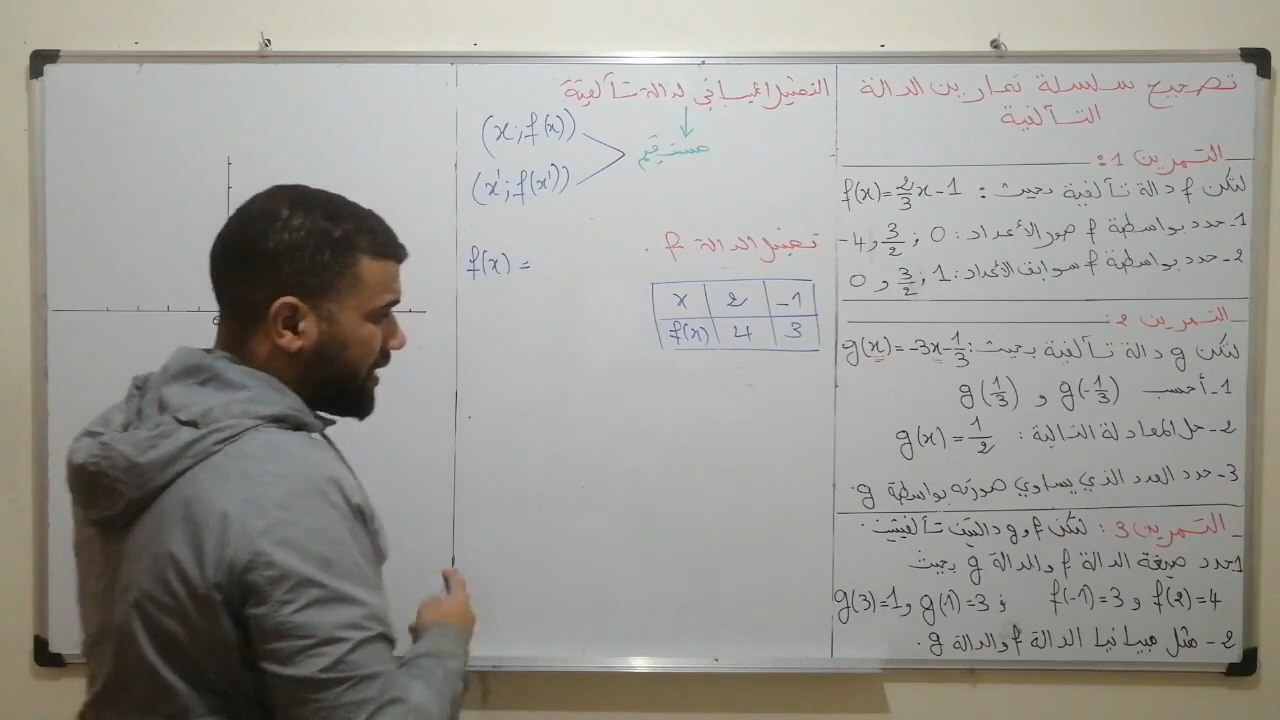 تصحيح سلسلة تمارين الدالة
التآلفية
التمرين 1:
لتكن f دالة تآلفية بحيث: f(x)=2/3x-1
1-حدد بواسطة f صور الأعداد: 0 ; 3/2 و -4
2-حدد بواسطة f سوابق الأعداد: 1 ; 3/2 و 0
التمرين 2:
لتكن g دالة تآلفية بحيث: g(x)=-3x-1/3
1-أحسب g(-1/3) و g(1/3)
2-حل المعادلة التالية: g(x)=1/2
3-حدد العدد الذي يساوي صورته بواسطة g.
التمرين 3: لتكن f و g دالتين تآلفيتين.
1حدد صيغة الدالة f والدالة g بحيث
f(2)=4 و f(-1)=3 ; g(1)=3 و g(3)=1
2-مثل مبيانيا الدالة f والدالة g.
التمثيل المبياني لدالة تآلفية
مستقيم
(x;f(x))
(x';f(x'))
تمثيل الدالة f.
x 2 -1
f(x) 4 3
f(x) =